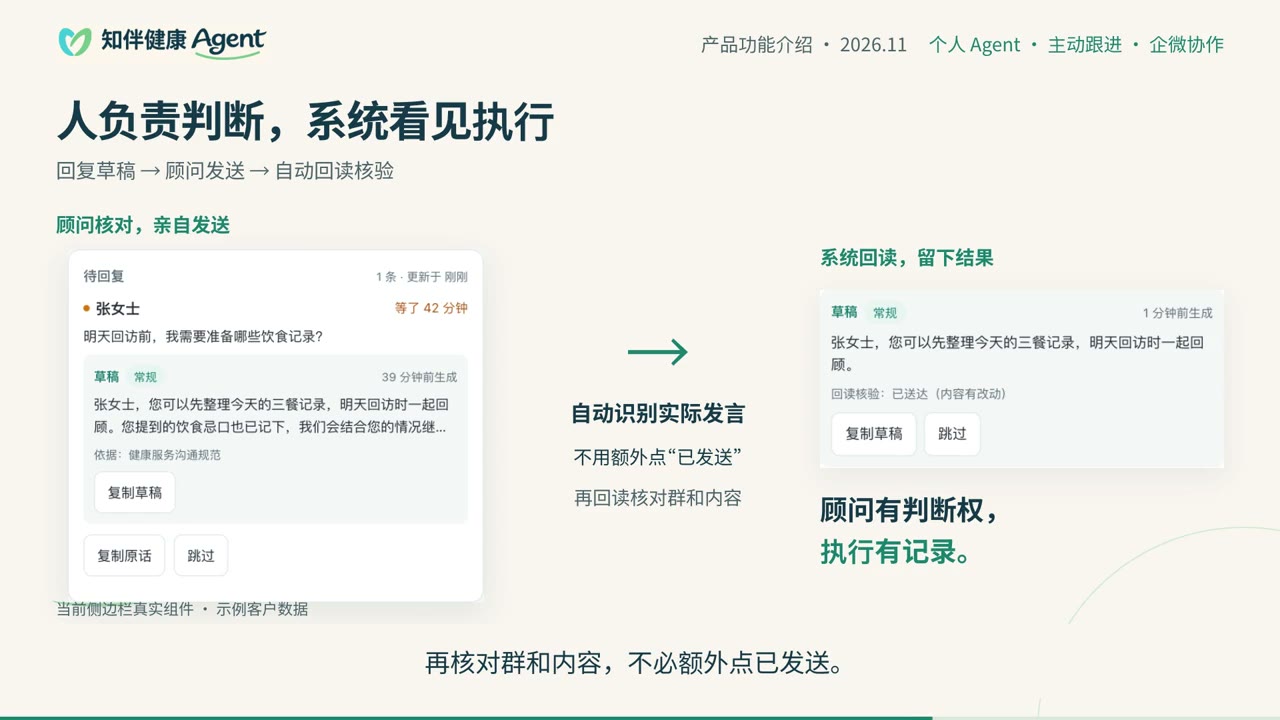 知伴健康 Agent
产品功能介绍 • 2026.11 个人 Agent • 主动跟进 • 企微协作
人负责判断，系统看见执行
回复草稿 → 顾问发送 → 自动回读核验
顾问核对，亲自发送
待回复 1 条 · 更新于 刚刚
张女士 等了 42 分钟
明天回访前，我需要准备哪些饮食记录?
草稿 常规 39 分钟前生成
张女士，您可以先整理今天的三餐记录，明天回访时一起回
顾。您提到的饮食忌口也已记下，我们会结合您的情况继...
依据：健康服务沟通规范
复制草稿
复制原话 跳过
当前侧边栏真实组件 • 示例客户数据
→
自动识别实际发言
不用额外点“已发送”
再回读核对群和内容
系统回读，留下结果
草稿 常规 1 分钟前生成
张女士，您可以先整理今天的三餐记录，明天回访时一起回
顾。
回读核验：已送达（内容有改动）
复制草稿 跳过
顾问有判断权，
执行有记录。
再核对群和内容，不必额外点已发送。